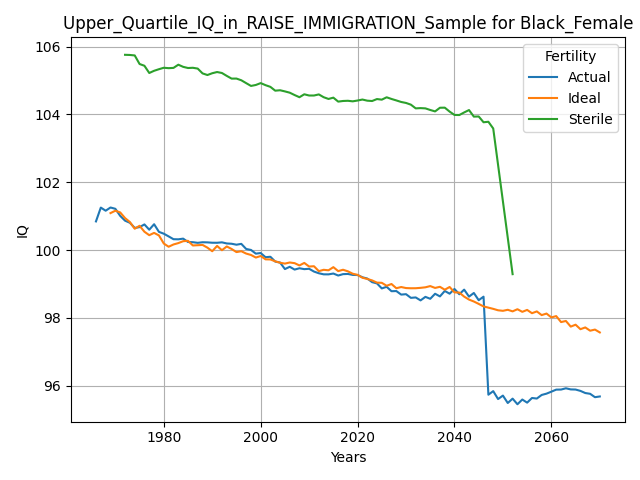 Upper_Quartile_IQ_in_RAISE_IMMIGRATION_Sample for Black_Female
Fertility
Actual
Ideal
Sterile
106
104
102
100
98
96
IQ
1980
2000
2020
2040
2060
Years